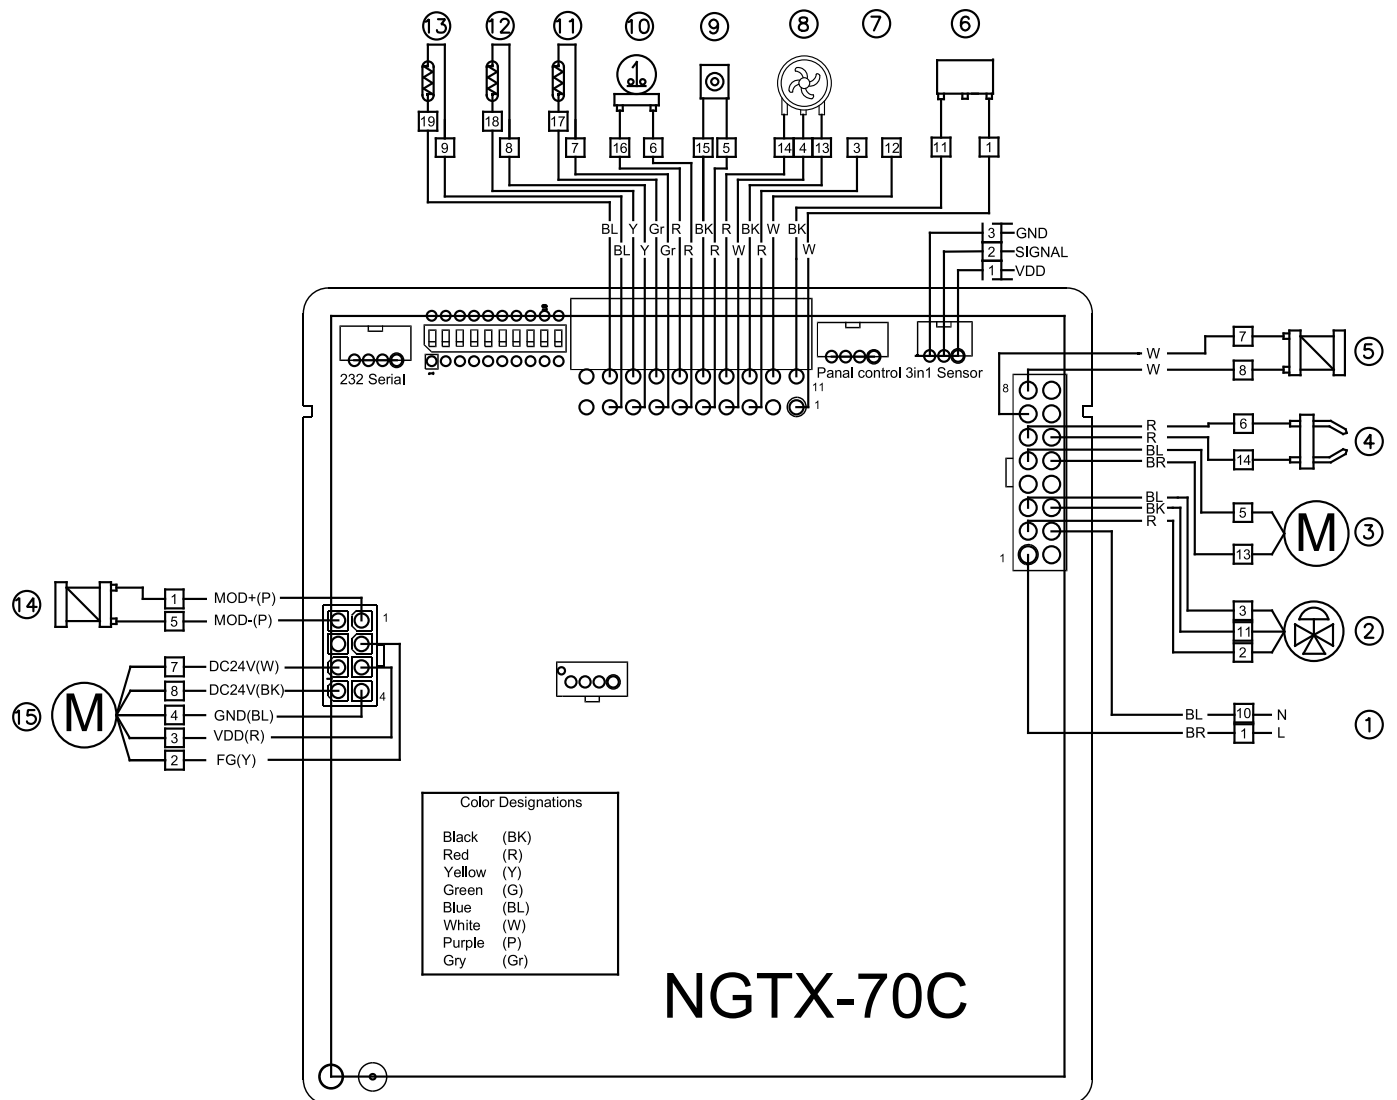 13 12 11 10 9 8 7 6
1
19 18 17
9 8 7 16 6 15 5 14 4 13 3 12 11 1
BL Y Gr R BK R BK W BK
BL Y Gr R R W R W
3 GND
2 SIGNAL
1 VDD
232 Serial
Panal control
3in1 Sensor
11
1
8
1
W 7
W 8
5
R 6
R 14
4
BL 5
BR 13
M
3
BL 3
BK 11
R 2
2
BL 10 N
BR 1 L
1
14
1 MOD+(P)
5 MOD-(P)
1
4
15
M
7 DC24V(W)
8 DC24V(BK)
4 GND(BL)
3 VDD(R)
2 FG(Y)
Color Designations
Black (BK)
Red (R)
Yellow (Y)
Green (G)
Blue (BL)
White (W)
Purple (P)
Gry (Gr)
NGTX-70C